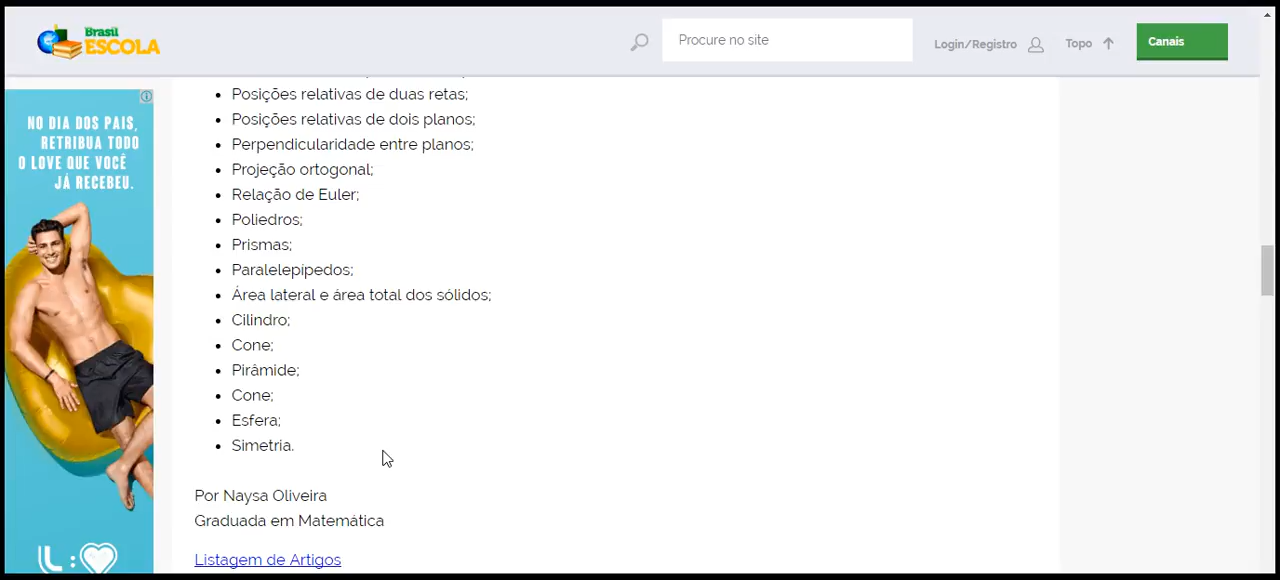 Brasil
ESCOLA
Procure no site
Login/Registro
Topo
Canais
NO DIA DOS PAIS,
RETRIBUA TODO
O LOVE QUE VOCÊ
JÁ RECEBEU.
L:
Posições relativas de duas retas;
Posições relativas de dois planos;
Perpendicularidade entre planos;
Projeção ortogonal;
Relação de Euler;
Poliedros;
Prismas;
Paralelepípedos;
Área lateral e área total dos sólidos;
Cilindro;
Cone;
Pirâmide;
Cone;
Esfera;
Simetria.
Por Naysa Oliveira
Graduada em Matemática
Listagem de Artigos